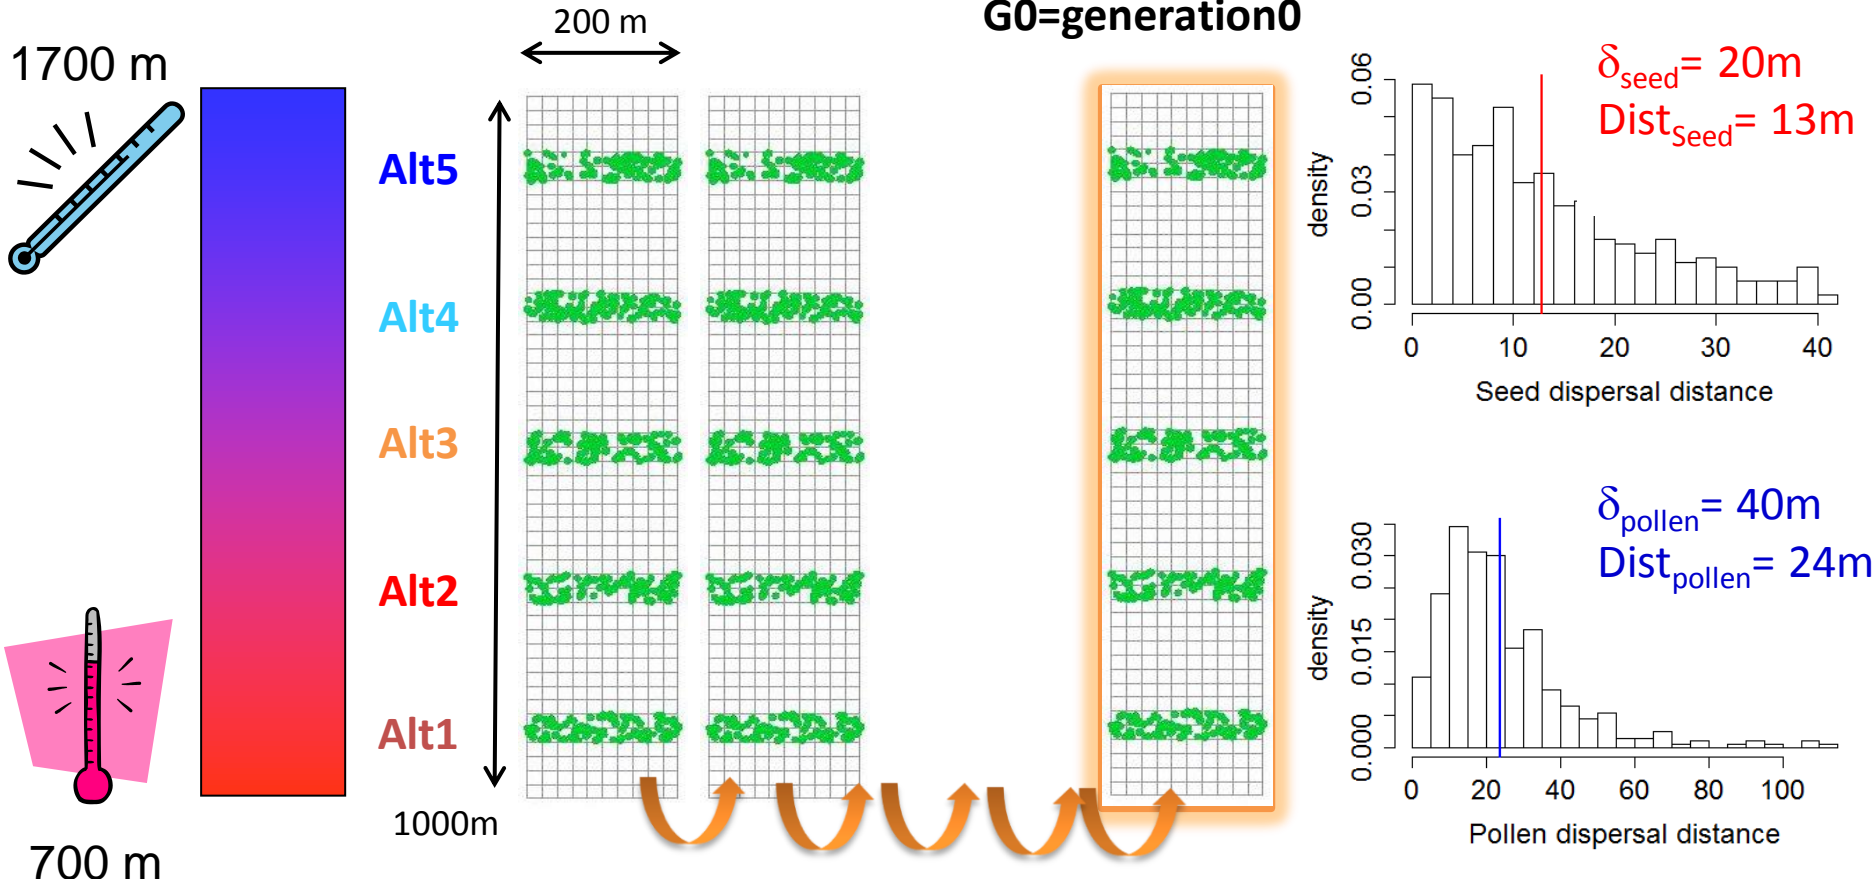 G0=generation0
200 m
1700 m
Alt5
Alt4
Alt3
Alt2
Alt1
1000m
700 m
δseed= 20m
DistSeed= 13m
density
0.00 0.03 0.06
0 10 20 30 40
Seed dispersal distance
δpollen= 40m
Distpollen= 24m
density
0.000 0.015 0.030
0 20 40 60 80 100
Pollen dispersal distance